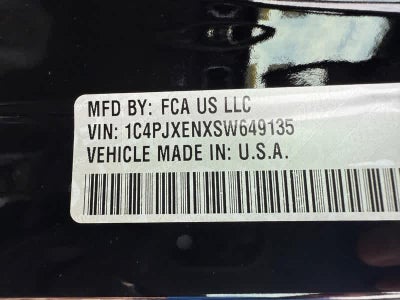 MFD BY: FCA US LLC
VIN: 1C4PJXENXSW649135
VEHICLE MADE IN: U.S.A.